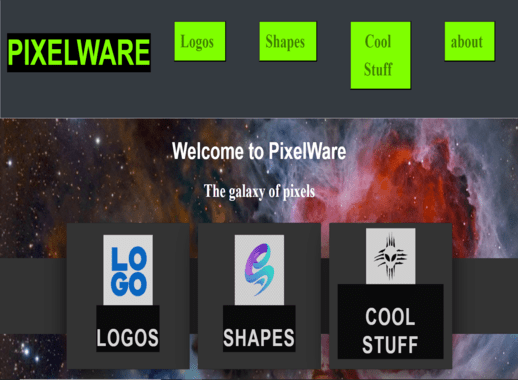 PIXELWARE
Logos
Shapes
Cool
Stuff
about
Welcome to PixelWare
The galaxy of pixels
LO
GO
LOGOS
SHAPES
COOL
STUFF